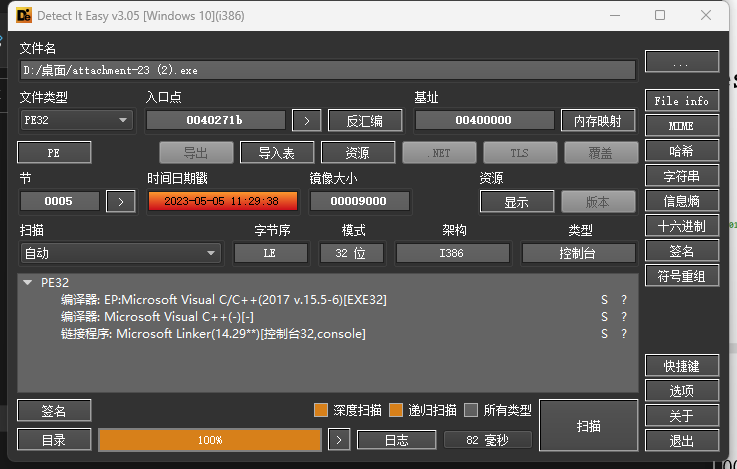 Detect It Easy v3.05 [Windows 10](i386)
文件名
D:/桌面/attachment-23 (2).exe
...
文件类型
入口点
基址
File info
PE32
0040271b
>
反汇编
00400000
内存映射
MIME
PE
导出
导入表
资源
.NET
TLS
覆盖
哈希
节
时间日期戳
镜像大小
资源
字符串
0005
>
2023-05-05 11:29:38
00009000
显示
版本
信息熵
扫描
字节序
模式
架构
类型
十六进制
自动
LE
32 位
I386
控制台
签名
PE32
符号重组
编译器: EP:Microsoft Visual C/C++(2017 v.15.5-6)[EXE32]
S ?
编译器: Microsoft Visual C++(-)[-]
S ?
链接程序: Microsoft Linker(14.29**)[控制台32,console]
S ?
快捷键
签名
深度扫描
递归扫描
所有类型
扫描
选项
关于
目录
100%
>
日志
82 毫秒
退出